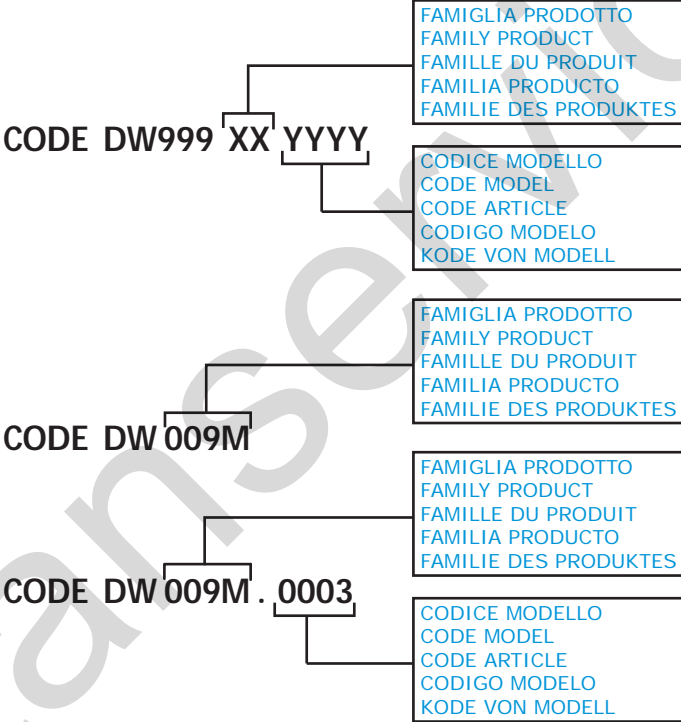 FAMIGLIA PRODOTTO
FAMILY PRODUCT
FAMILLE DU PRODUIT
FAMILIA PRODUCTO
FAMILIE DES PRODUKTES
CODE DW999 XX YYYY
CODICE MODELLO
CODE MODEL
CODE ARTICLE
CODIGO MODELO
KODE VON MODELL
FAMIGLIA PRODOTTO
FAMILY PRODUCT
FAMILLE DU PRODUIT
FAMILIA PRODUCTO
FAMILIE DES PRODUKTES
CODE DW 009M
FAMIGLIA PRODOTTO
FAMILY PRODUCT
FAMILLE DU PRODUIT
FAMILIA PRODUCTO
FAMILIE DES PRODUKTES
CODE DW 009M . 0003
CODICE MODELLO
CODE MODEL
CODE ARTICLE
CODIGO MODELO
KODE VON MODELL